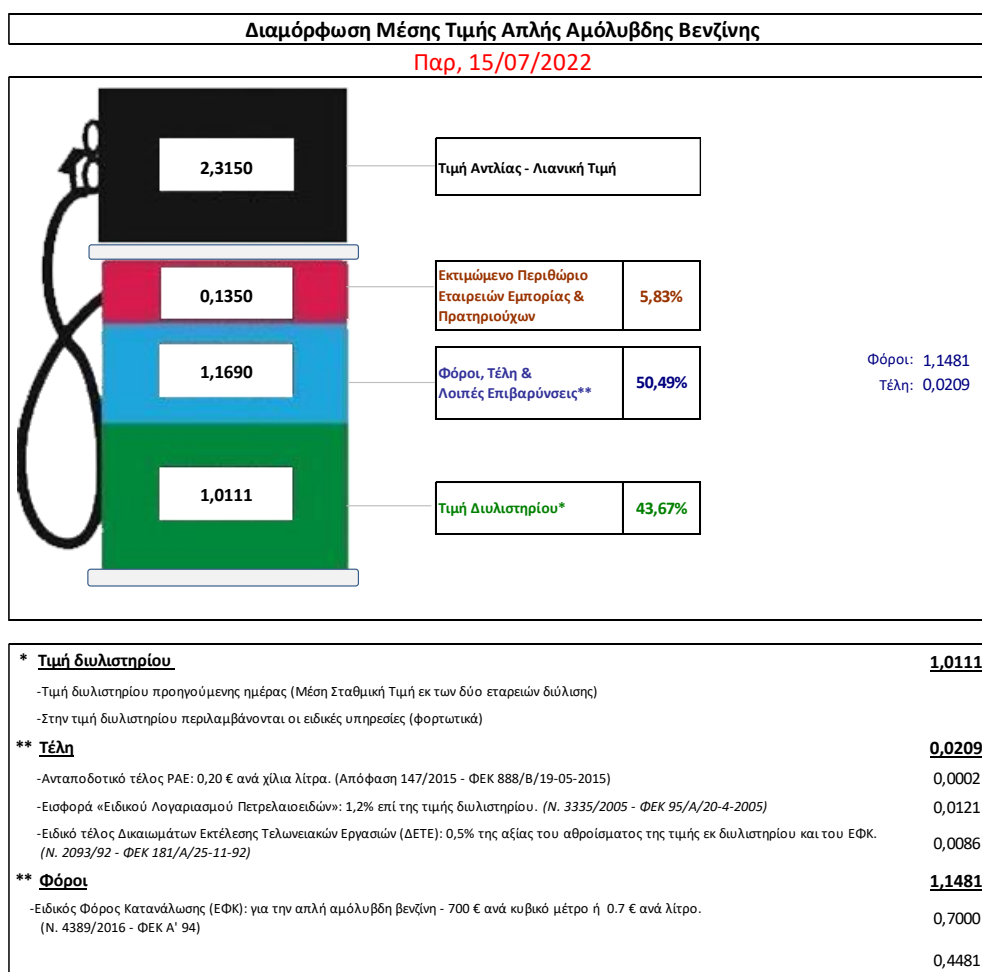 Διαμόρφωση Μέσης Τιμής Απλής Αμόλυβδης Βενζίνης
Παρ, 15/07/2022
2,3150
Τιμή Αντλίας - Λιανική Τιμή
0,1350
Εκτιμώμενο Περιθώριο
Εταιρειών Εμπορίας &
Πρατηριούχων
5,83%
1,1690
Φόροι, Τέλη &
Λοιπές Επιβαρύνσεις**
50,49%
Φόροι: 1,1481
Τέλη: 0,0209
1,0111
Τιμή Διυλιστηρίου*
43,67%
* Τιμή διυλιστηρίου 1,0111
-Τιμή διυλιστηρίου προηγούμενης ημέρας (Μέση Σταθμική Τιμή εκ των δύο εταρειών διύλισης)
-Στην τιμή διυλιστηρίου περιλαμβάνονται οι ειδικές υπηρεσίες (φορτωτικά)
** Τέλη 0,0209
-Ανταποδοτικό τέλος ΡΑΕ: 0,20 € ανά χίλια λίτρα. (Απόφαση 147/2015 - ΦΕΚ 888/Β/19-05-2015) 0,0002
-Εισφορά «Ειδικού Λογαριασμού Πετρελαιοειδών»: 1,2% επί της τιμής διυλιστηρίου. (Ν. 3335/2005 - ΦΕΚ 95/Α/20-4-2005) 0,0121
-Ειδικό τέλος Δικαιωμάτων Εκτέλεσης Τελωνειακών Εργασιών (ΔΕΤΕ): 0,5% της αξίας του αθροίσματος της τιμής εκ διυλιστηρίου και του ΕΦΚ.
(Ν. 2093/92 - ΦΕΚ 181/Α/25-11-92) 0,0086
** Φόροι 1,1481
-Ειδικός Φόρος Κατανάλωσης (ΕΦΚ): για την απλή αμόλυβδη βενζίνη - 700 € ανά κυβικό μέτρο ή 0.7 € ανά λίτρο.
(Ν. 4389/2016 - ΦΕΚ Α' 94) 0,7000
0,4481